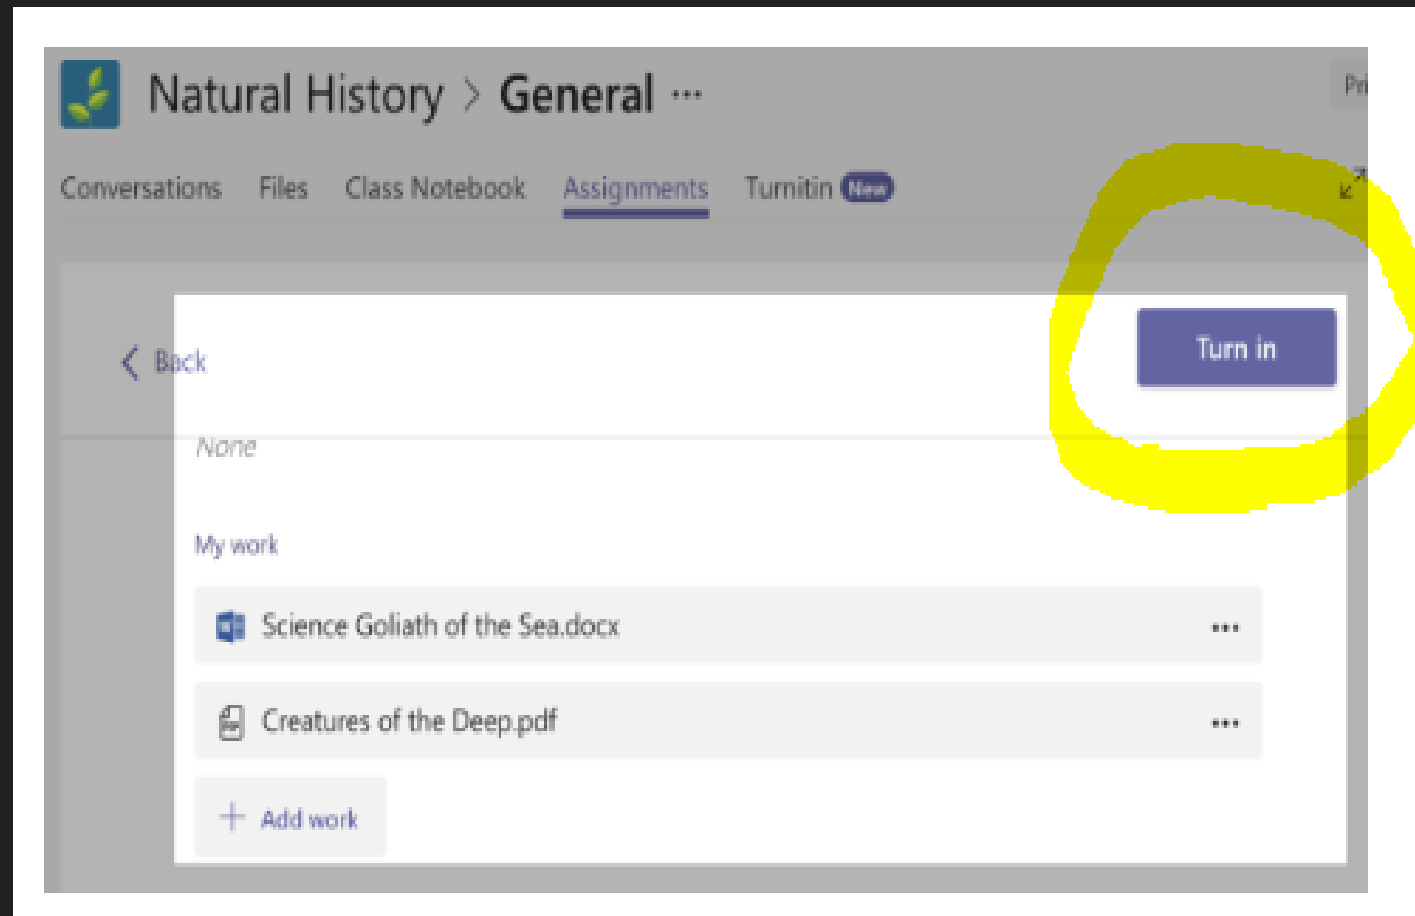 Natural History > General ...
Pri
Conversations Files Class Notebook Assignments Turnitin New
Turn in
Back
None
My work
Science Goliath of the Sea.docx ...
Creatures of the Deep.pdf ...
+ Add work